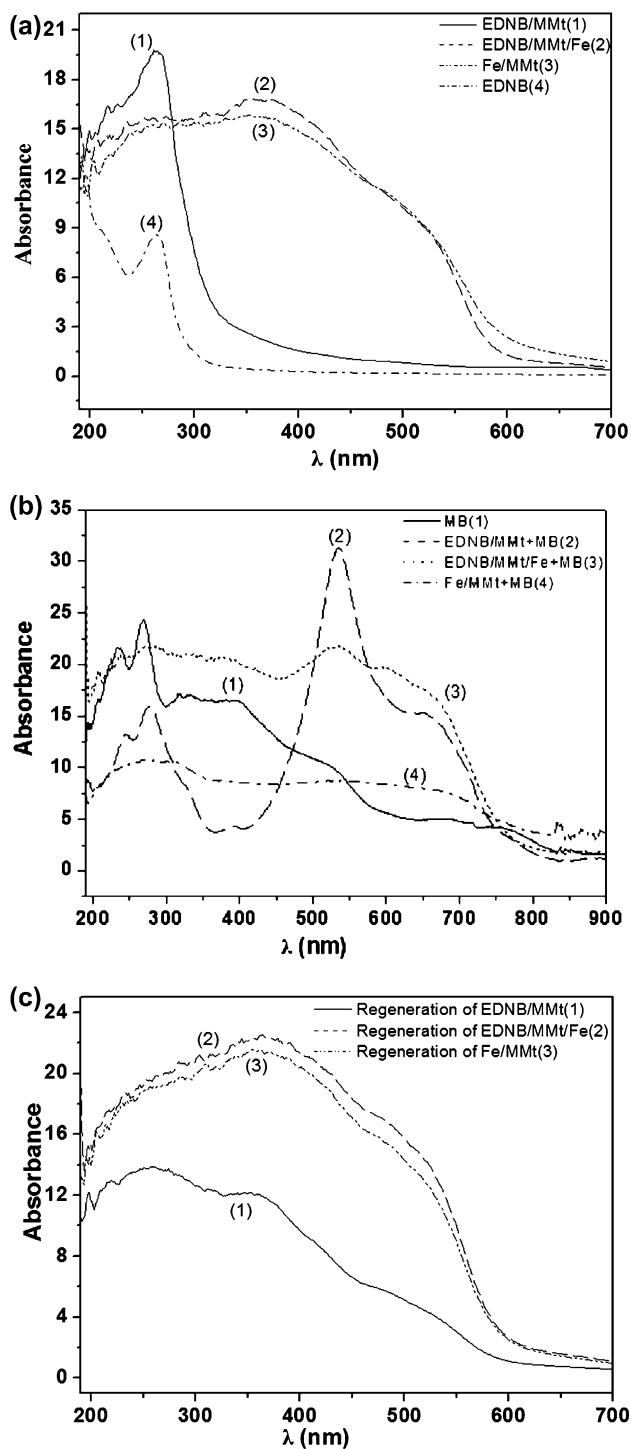 (a)
EDNB/MMt(1)
EDNB/MMt/Fe(2)
Fe/MMt(3)
EDNB(4)
(1)
(2)
(3)
(4)
21
18
15
12
9
6
3
0
Absorbance
200 300 400 500 600 700
λ (nm)
(b)
MB(1)
EDNB/MMt+MB(2)
EDNB/MMt/Fe+MB(3)
Fe/MMt+MB(4)
(2)
(1)
(3)
(4)
35
30
25
20
15
10
5
0
Absorbance
200 300 400 500 600 700 800 900
λ (nm)
(c)
Regeneration of EDNB/MMt(1)
Regeneration of EDNB/MMt/Fe(2)
Regeneration of Fe/MMt(3)
(2)
(3)
(1)
24
20
16
12
8
4
0
Absorbance
200 300 400 500 600 700
λ (nm)